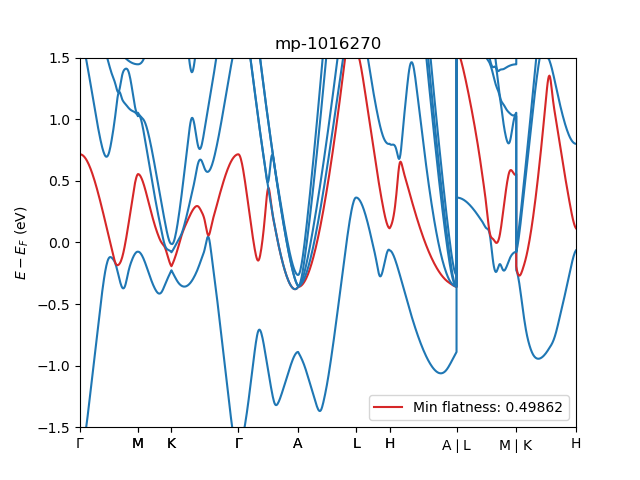 mp-1016270
E − E_F (eV)
1.5
1.0
0.5
0.0
−0.5
−1.0
−1.5
Min flatness: 0.49862
Γ M K Γ A L H A | L M | K H